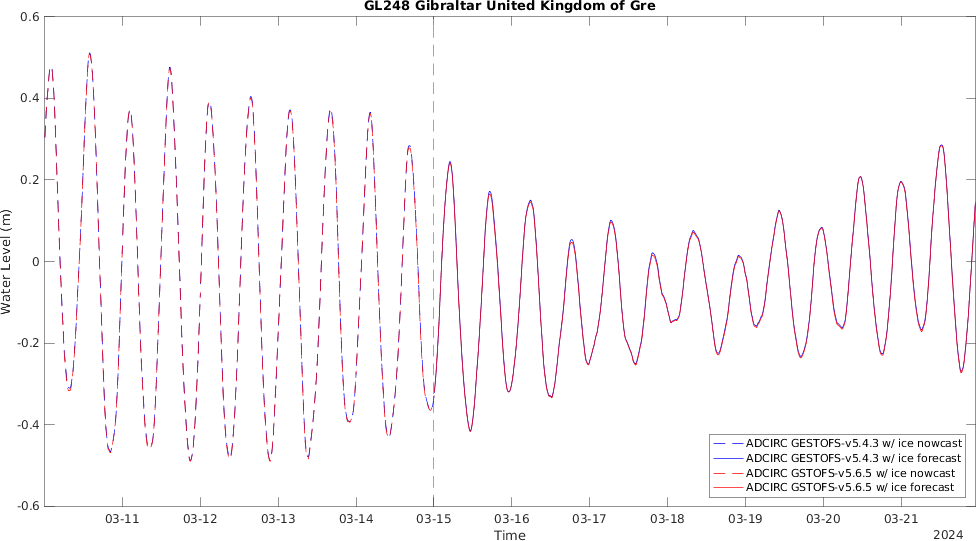 GL248 Gibraltar United Kingdom of Gre
0.6
0.4
0.2
0
-0.2
-0.4
-0.6
Water Level (m)
ADCIRC GESTOFS-v5.4.3 w/ ice nowcast
ADCIRC GESTOFS-v5.4.3 w/ ice forecast
ADCIRC GSTOFS-v5.6.5 w/ ice nowcast
ADCIRC GSTOFS-v5.6.5 w/ ice forecast
03-11 03-12 03-13 03-14 03-15 03-16 03-17 03-18 03-19 03-20 03-21
Time
2024